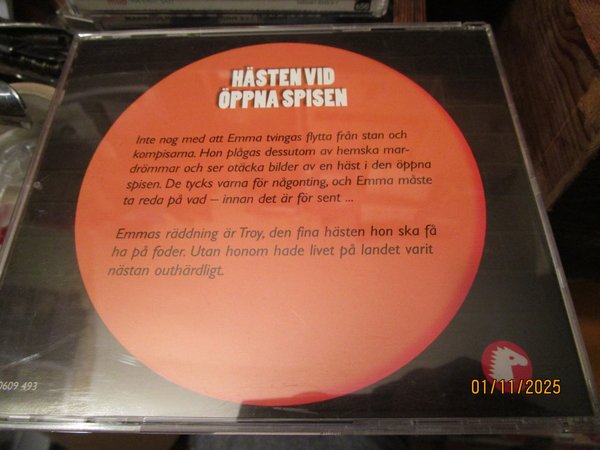 HÄSTEN VID
ÖPPNA SPISEN
Inte nog med att Emma tvingas flytta från stan och
kompisarna. Hon plågas dessutom av hemska mar-
drömmar och ser otäcka bilder av en häst i den öppna
spisen. De tycks varna för någonting, och Emma måste
ta reda på vad – innan det är för sent ...
Emmas räddning är Troy, den fina hästen hon ska få
ha på foder. Utan honom hade livet på landet varit
nästan outhärdligt.
0609 493
01/11/2025